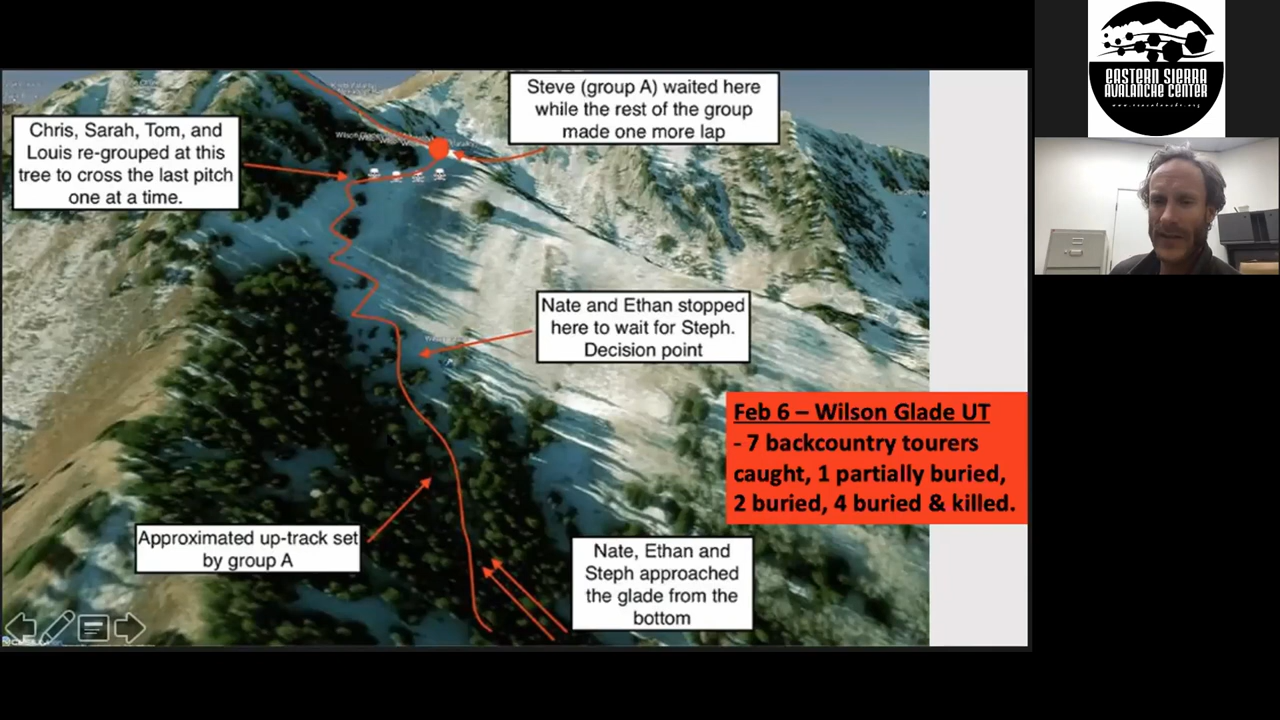 EASTERN SIERRA
AVALANCHE CENTER
Steve (group A) waited here
while the rest of the group
made one more lap
Chris, Sarah, Tom, and
Louis re-grouped at this
tree to cross the last pitch
one at a time.
Nate and Ethan stopped
here to wait for Steph.
Decision point
Feb 6 – Wilson Glade UT
- 7 backcountry tourers
caught, 1 partially buried,
2 buried, 4 buried & killed.
Approximated up-track set
by group A
Nate, Ethan and
Steph approached
the glade from the
bottom